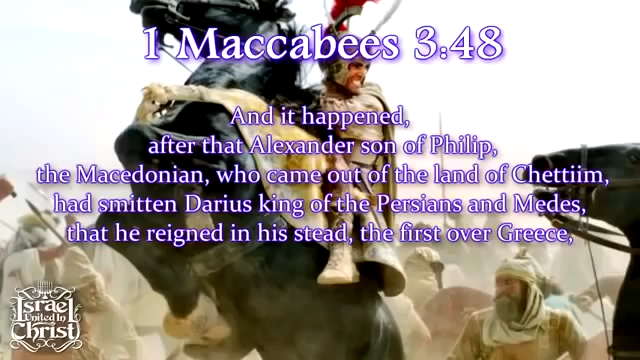 1 Maccabees 3:48
And it happened,
after that Alexander son of Philip,
the Macedonian, who came out of the land of Chettiim,
had smitten Darius king of the Persians and Medes,
that he reigned in his stead, the first over Greece,
Israel
United In
Christ